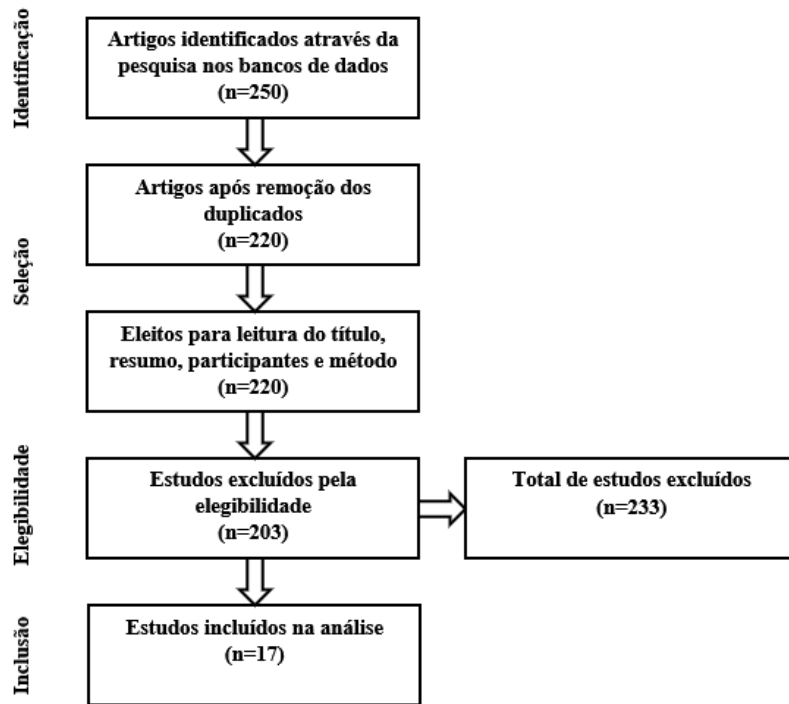 Identificação
Artigos identificados através da
pesquisa nos bancos de dados
(n=250)
Seleção
Artigos após remoção dos
duplicados
(n=220)
Eleitos para leitura do título,
resumo, participantes e método
(n=220)
Elegibilidade
Estudos excluídos pela
elegibilidade
(n=203)
Total de estudos excluídos
(n=233)
Inclusão
Estudos incluídos na análise
(n=17)